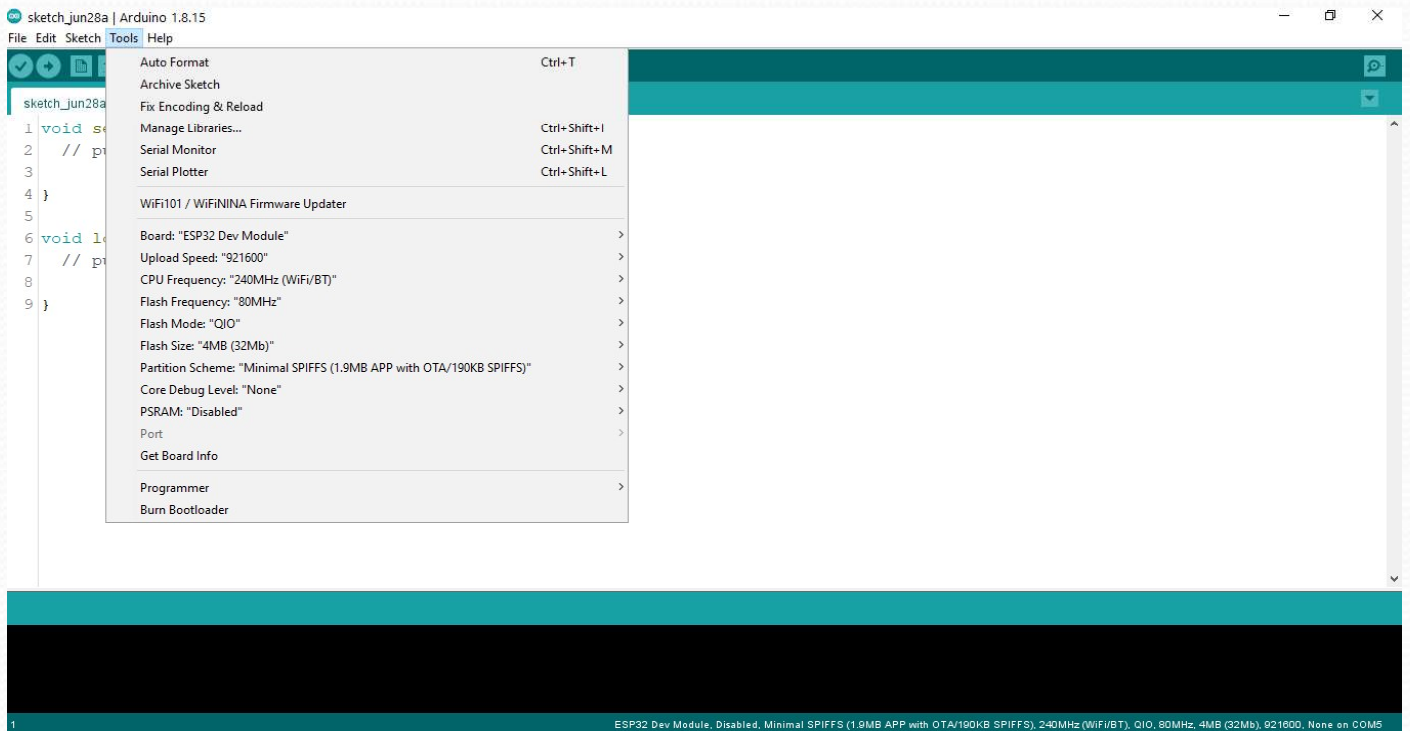 sketch_jun28a | Arduino 1.8.15
File Edit Sketch Tools Help
sketch_jun28a
Auto Format Ctrl+T
Archive Sketch
Fix Encoding & Reload
Manage Libraries... Ctrl+Shift+I
Serial Monitor Ctrl+Shift+M
Serial Plotter Ctrl+Shift+L
WiFi101 / WiFiNINA Firmware Updater
Board: "ESP32 Dev Module"
Upload Speed: "921600"
CPU Frequency: "240MHz (WiFi/BT)"
Flash Frequency: "80MHz"
Flash Mode: "QIO"
Flash Size: "4MB (32Mb)"
Partition Scheme: "Minimal SPIFFS (1.9MB APP with OTA/190KB SPIFFS)"
Core Debug Level: "None"
PSRAM: "Disabled"
Port
Get Board Info
Programmer
Burn Bootloader
1 void se
2 // pu
3
4 }
5
6 void lo
7 // pu
8
9 }
1 ESP32 Dev Module, Disabled, Minimal SPIFFS (1.9MB APP with OTA/190KB SPIFFS), 240MHz (WiFi/BT), QIO, 80MHz, 4MB (32Mb), 921600, None on COM5